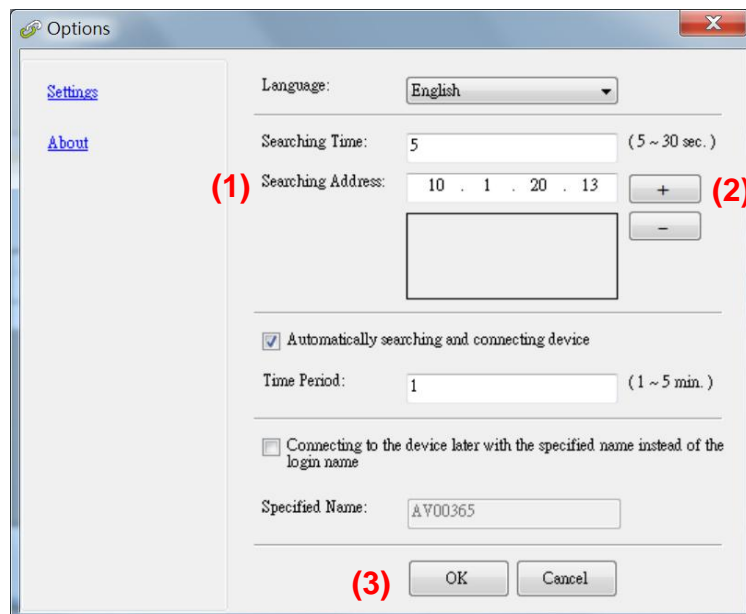 Options
Settings
About
Language: English
Searching Time: 5 ( 5 ~ 30 sec. )
(1) Searching Address: 10 . 1 . 20 . 13 + (2)
–
Automatically searching and connecting device
Time Period: 1 ( 1 ~ 5 min. )
Connecting to the device later with the specified name instead of the
login name
Specified Name: AV00365
(3) OK Cancel